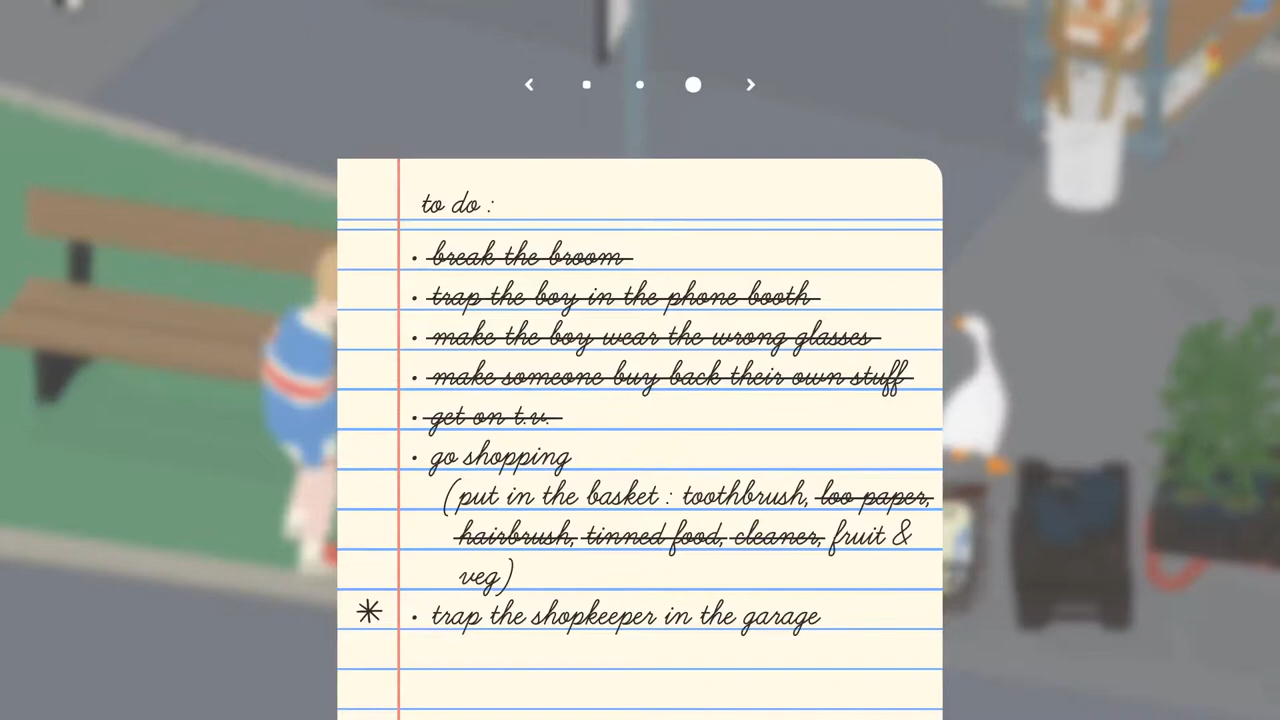 to do :
• break the broom
• trap the boy in the phone booth
• make the boy wear the wrong glasses
• make someone buy back their own stuff
• get on t.v.
• go shopping
(put in the basket : toothbrush, loo paper,
hairbrush, tinned food, cleaner, fruit &
veg)
• trap the shopkeeper in the garage